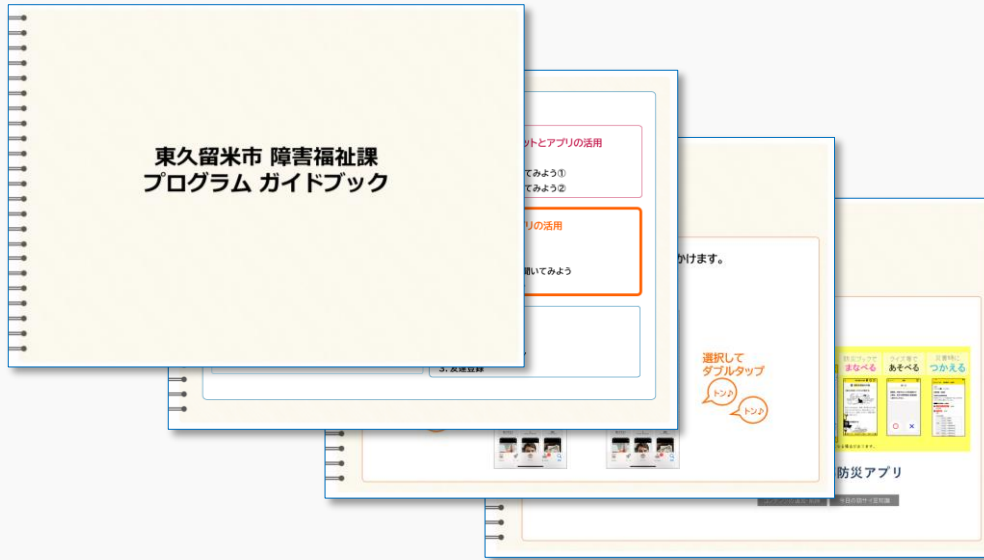 東久留米市 障害福祉課
プログラム ガイドブック
ットとアプリの活用
てみよう①
てみよう②
リの活用
聞いてみよう
3. 友達登録
かけます。
選択して
ダブルタップ
トン♪
トン♪
防災ブックで
まなべる
クイズ等で
あそべる
災害時に
つかえる
防災アプリ